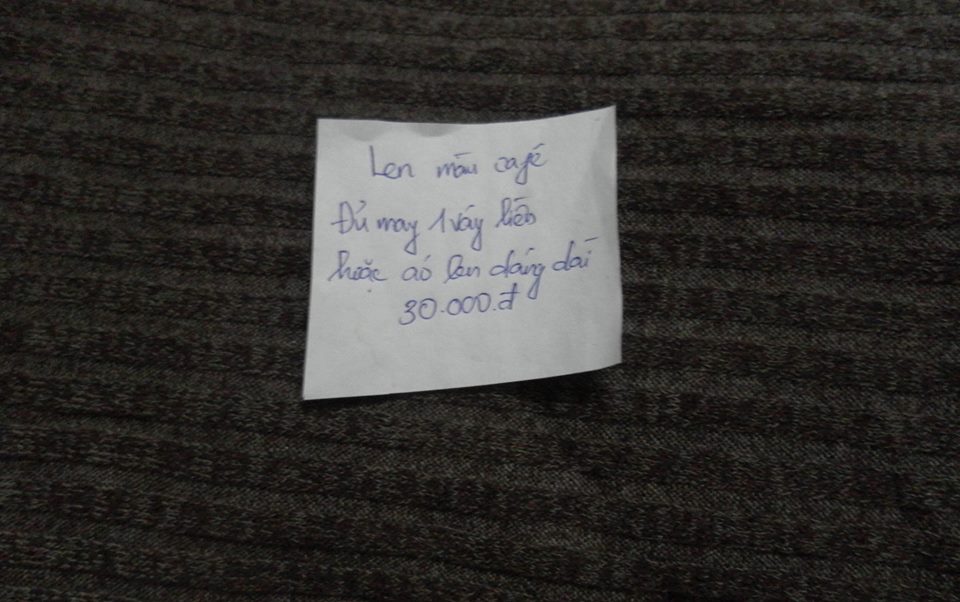 Len màu café
Đủ may 1 váy liền
hoặc áo len dáng dài
30.000.đ